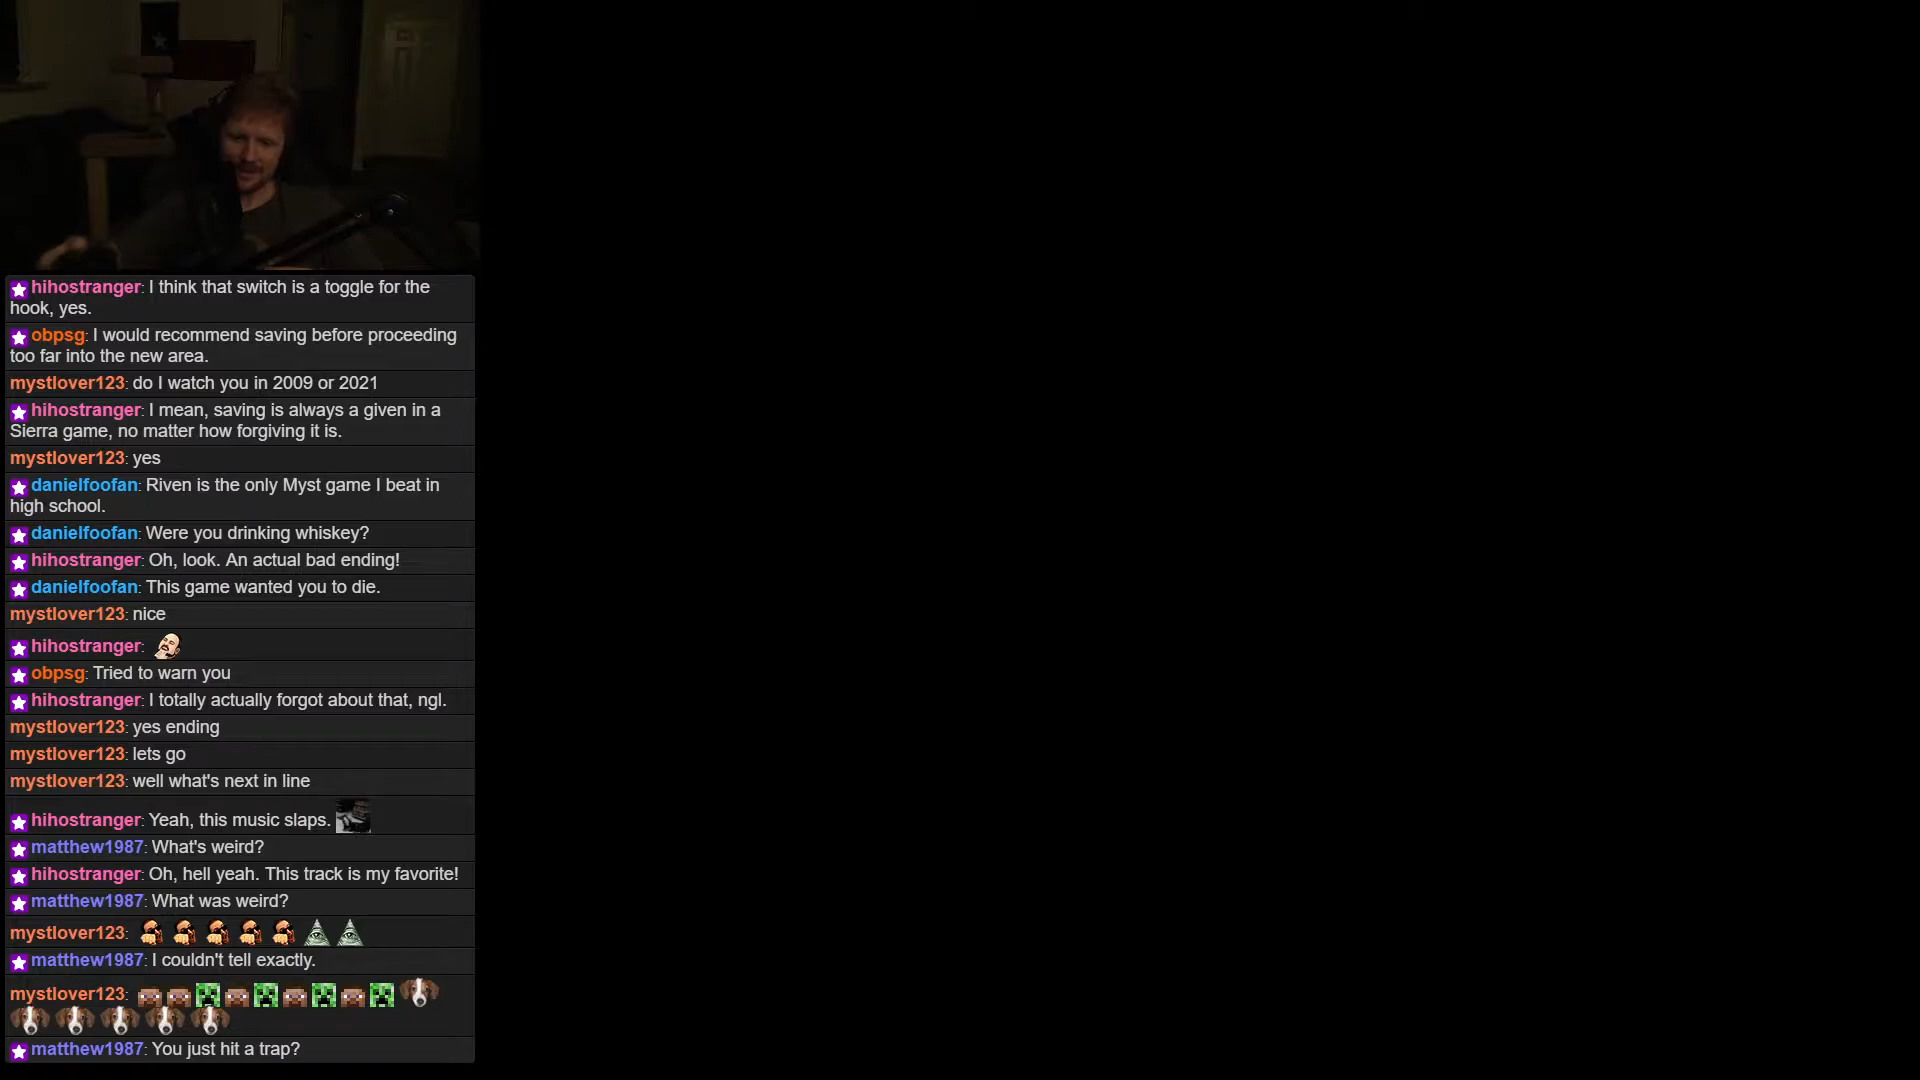 hihostranger: I think that switch is a toggle for the
hook, yes.
obpsg: I would recommend saving before proceeding
too far into the new area.
mystlover123: do I watch you in 2009 or 2021
hihostranger: I mean, saving is always a given in a
Sierra game, no matter how forgiving it is.
mystlover123: yes
danielfoofan: Riven is the only Myst game I beat in
high school.
danielfoofan: Were you drinking whiskey?
hihostranger: Oh, look. An actual bad ending!
danielfoofan: This game wanted you to die.
mystlover123: nice
hihostranger:
obpsg: Tried to warn you
hihostranger: I totally actually forgot about that, ngl.
mystlover123: yes ending
mystlover123: lets go
mystlover123: well what's next in line
hihostranger: Yeah, this music slaps.
matthew1987: What's weird?
hihostranger: Oh, hell yeah. This track is my favorite!
matthew1987: What was weird?
mystlover123:
matthew1987: I couldn't tell exactly.
mystlover123:
matthew1987: You just hit a trap?